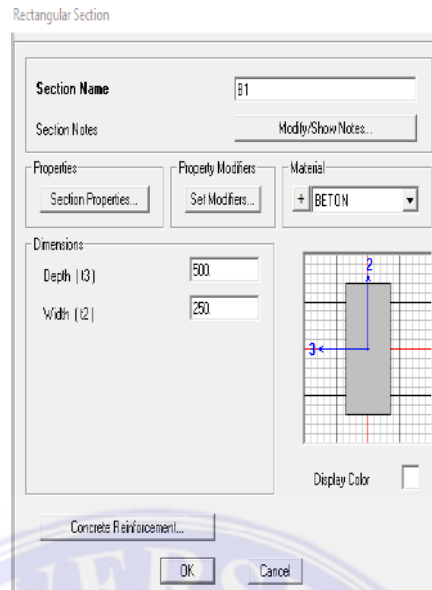 Rectangular Section
Section Name B1
Section Notes Modify/Show Notes...
Properties Property Modifiers Material
Section Properties... Set Modifiers... + BETON
Dimensions
Depth ( t3 ) 500.
Width ( t2 ) 250.
2
3
Display Color
Concrete Reinforcement...
OK Cancel
VERS